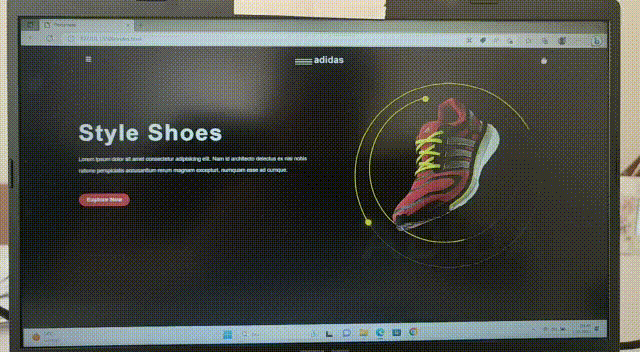 adidas
Style Shoes
Lorem ipsum dolor sit amet consectetur adipisicing elit. Nam id architecto delectus ex nisi nobis
ratione perspiciatis accusantium rerum magnam excepturi, numquam esse ad cumque.
Explore Now